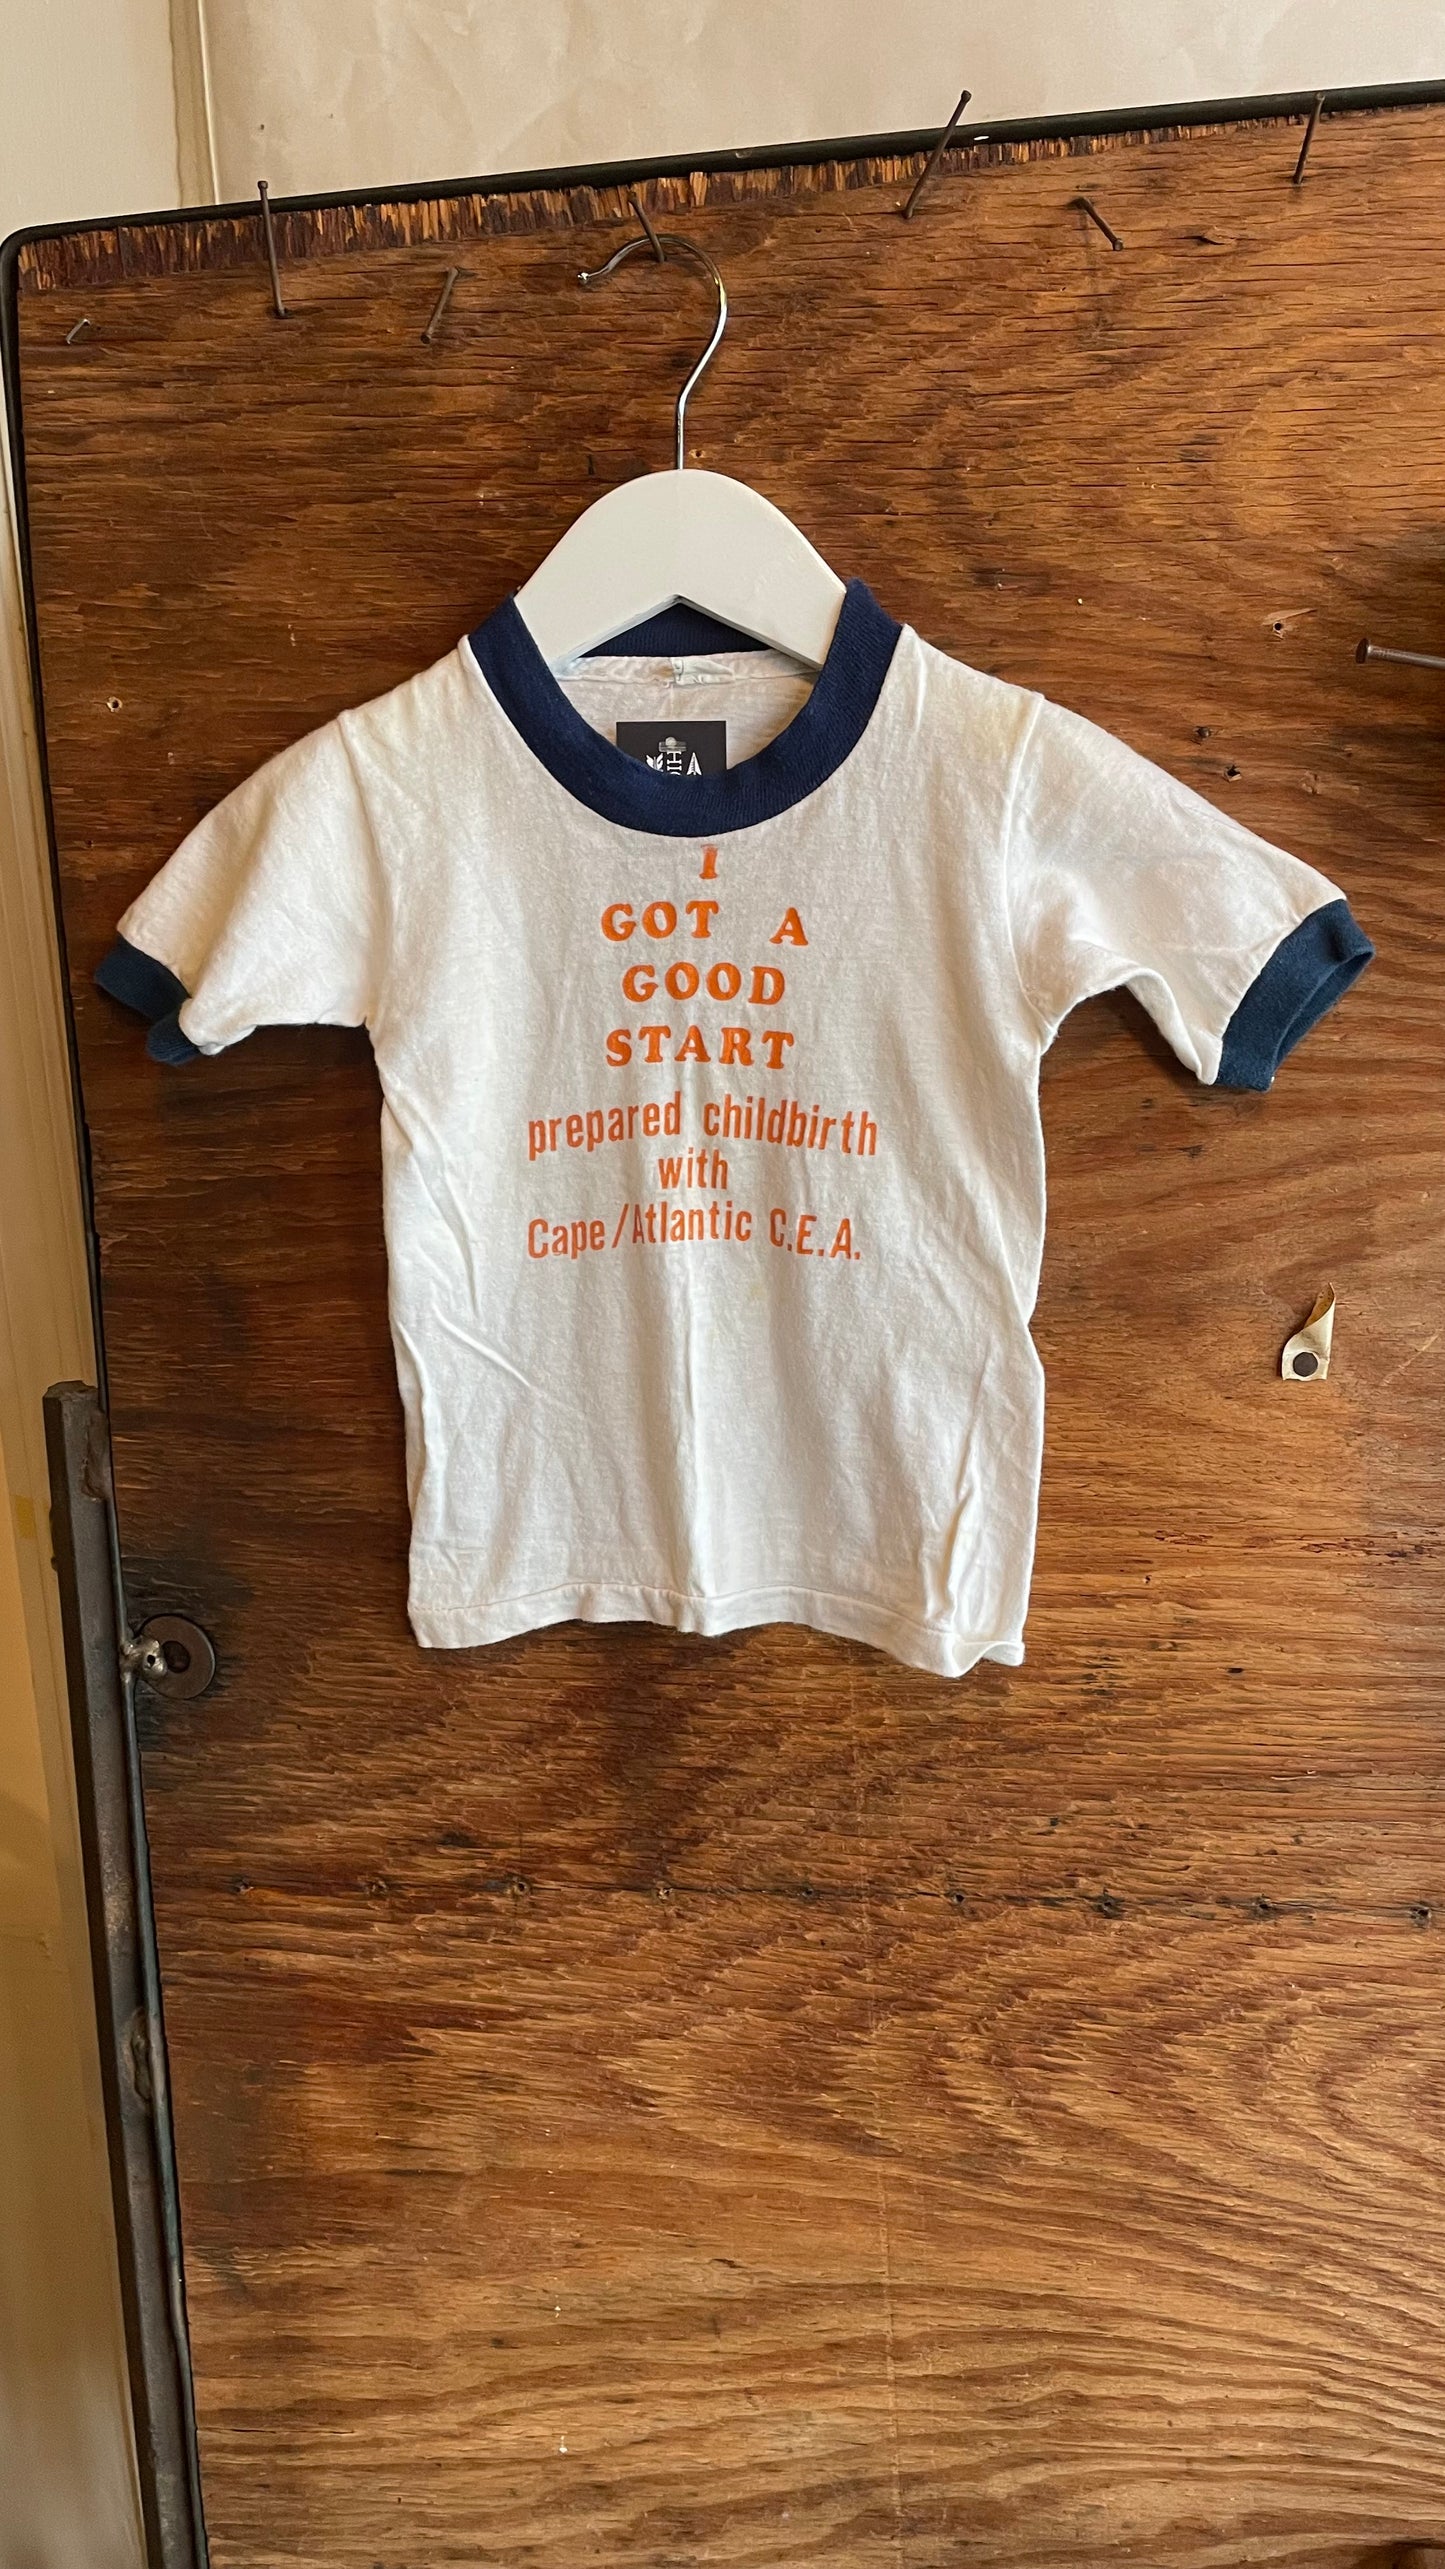 I
GOT A
GOOD
START
prepared childbirth
with
Cape/Atlantic C.E.A.